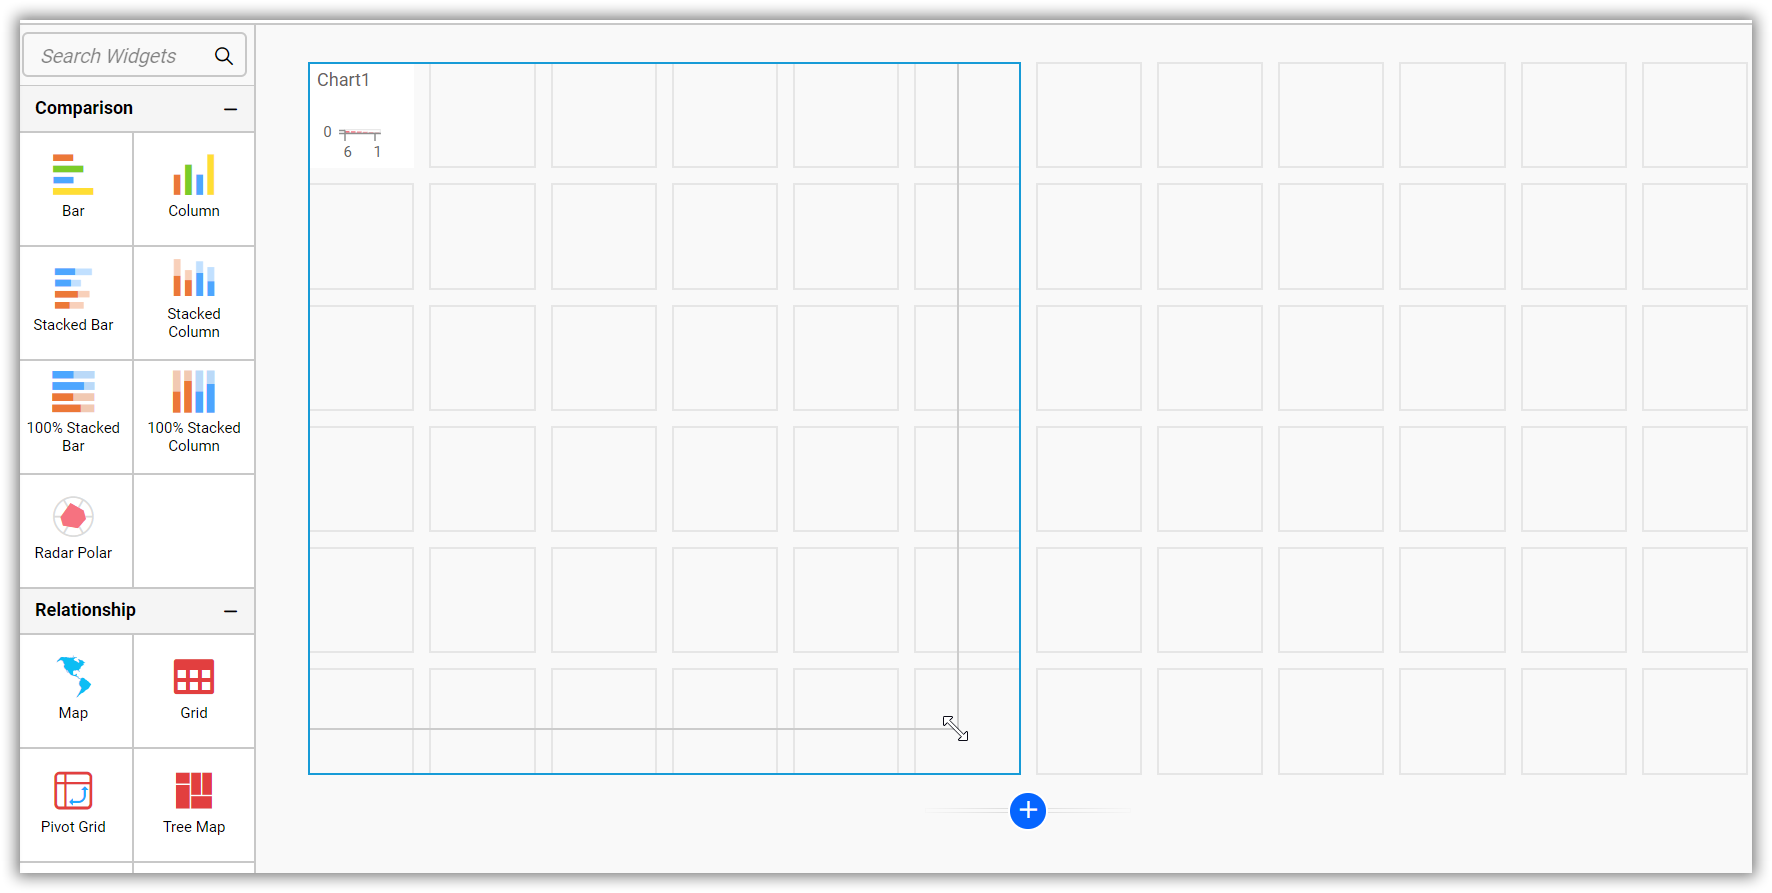 Search Widgets
Comparison
Bar
Column
Stacked Bar
Stacked
Column
100% Stacked
Bar
100% Stacked
Column
Radar Polar
Relationship
Map
Grid
Pivot Grid
Tree Map
Chart1
0
6 1